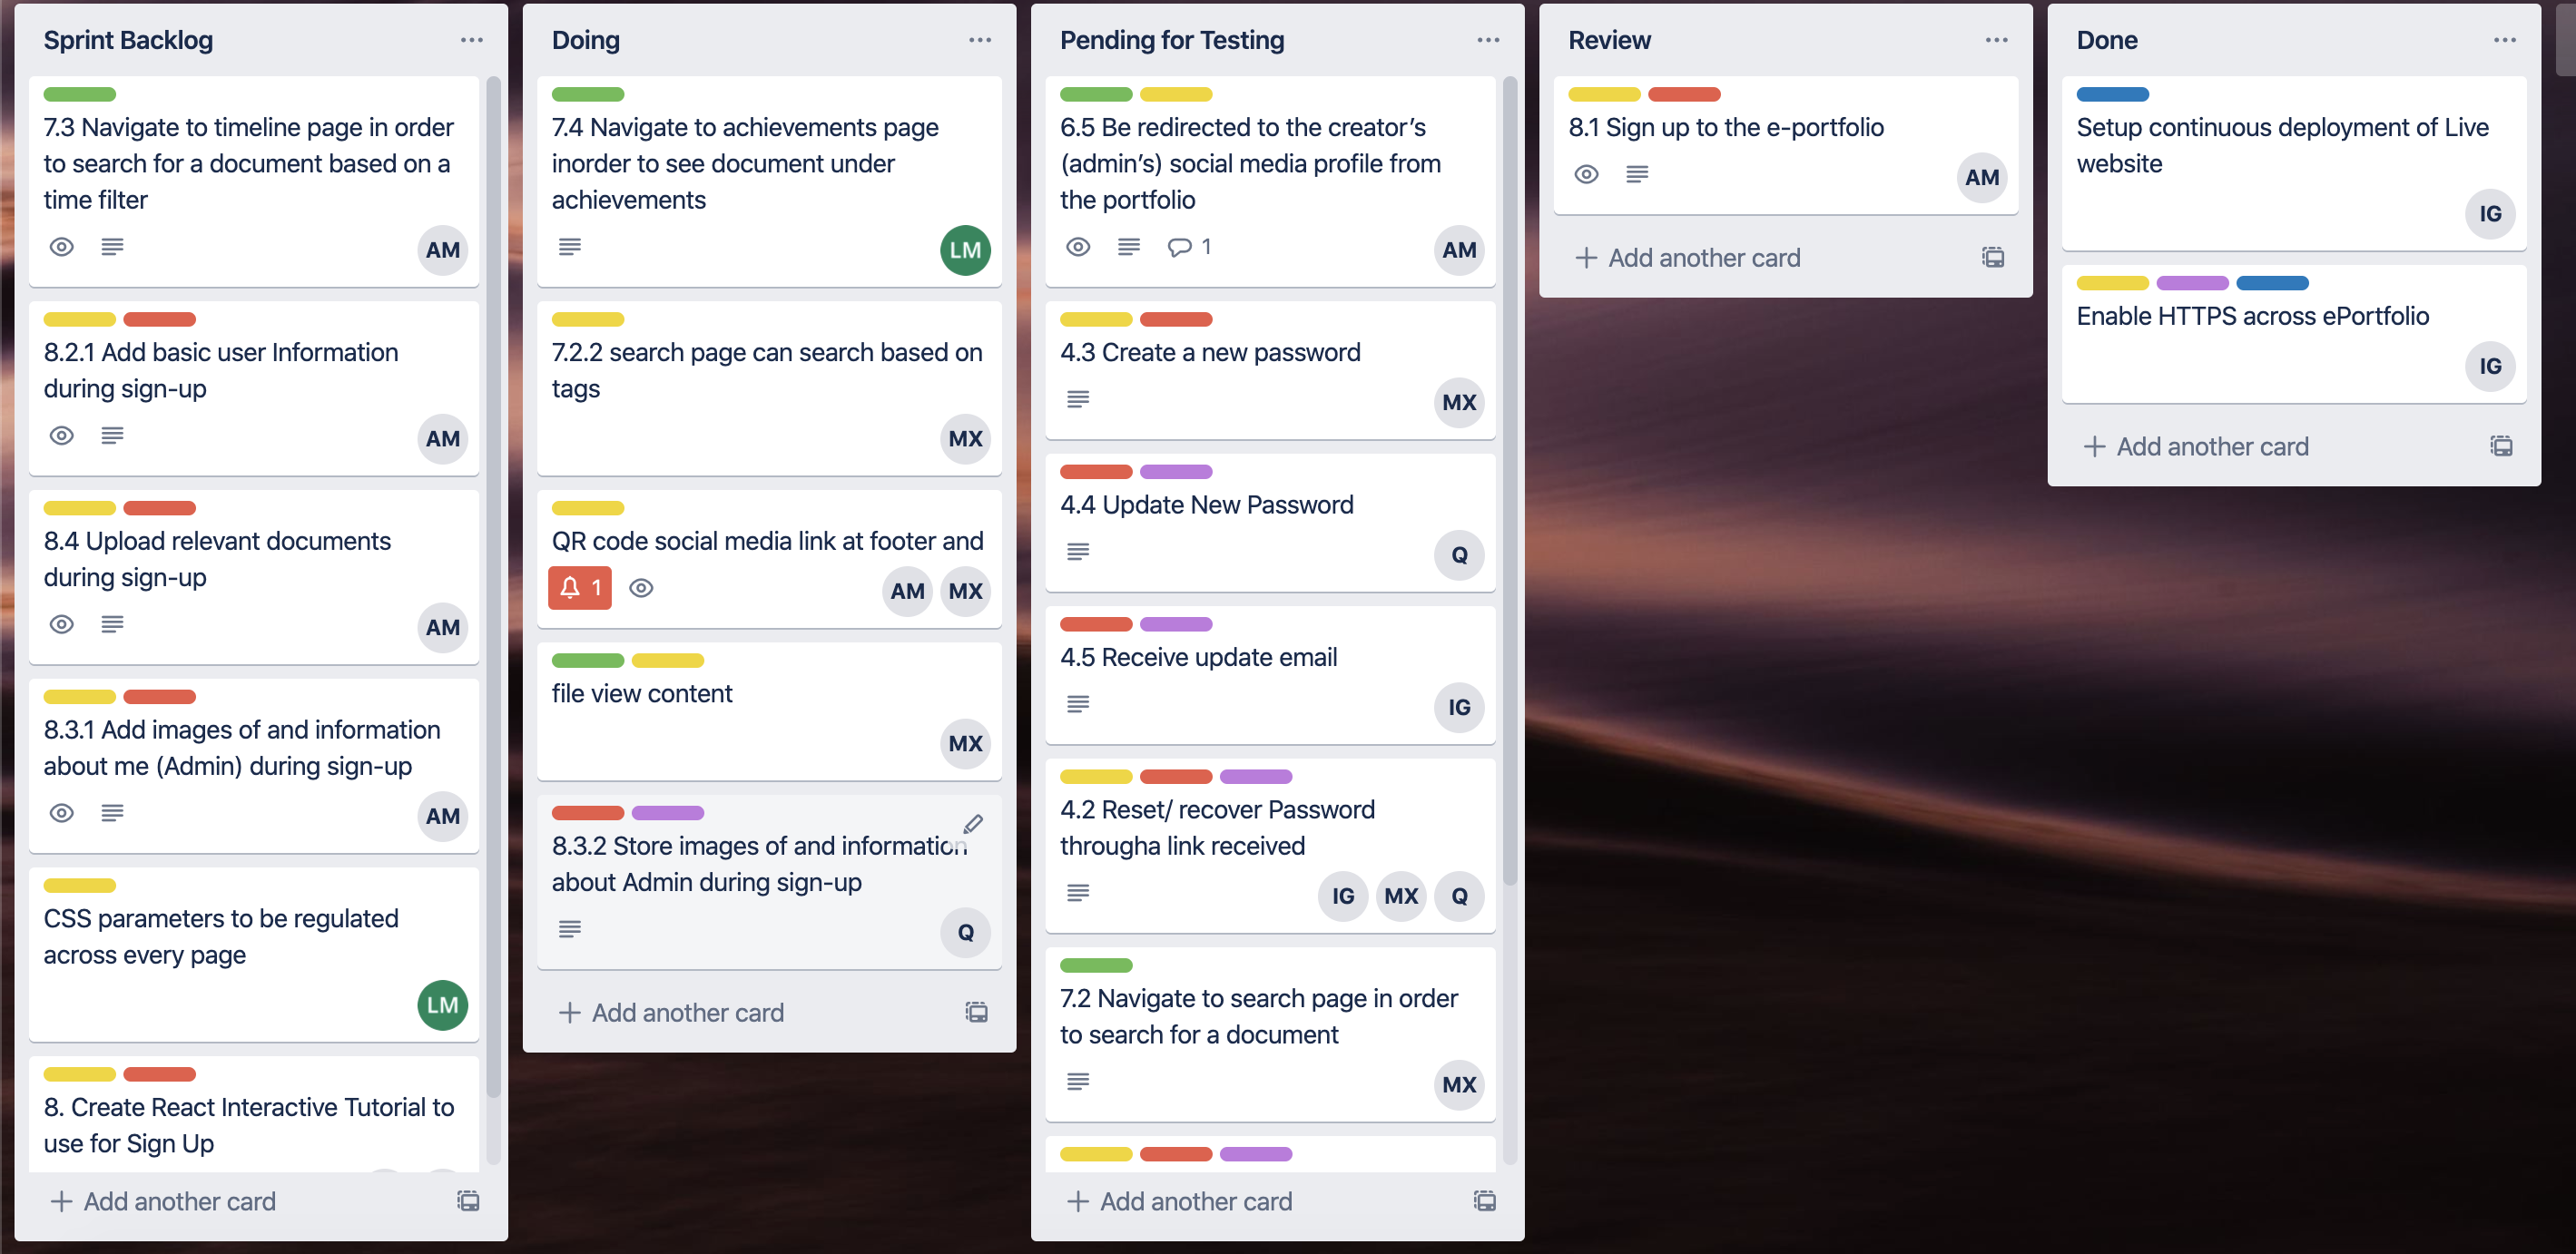 Sprint Backlog
7.3 Navigate to timeline page in order
to search for a document based on a
time filter
AM
8.2.1 Add basic user Information
during sign-up
AM
8.4 Upload relevant documents
during sign-up
AM
8.3.1 Add images of and information
about me (Admin) during sign-up
AM
CSS parameters to be regulated
across every page
LM
8. Create React Interactive Tutorial to
use for Sign Up
Add another card
Doing
7.4 Navigate to achievements page
inorder to see document under
achievements
LM
7.2.2 search page can search based on
tags
MX
QR code social media link at footer and
1
AM MX
file view content
MX
8.3.2 Store images of and information
about Admin during sign-up
Q
Add another card
Pending for Testing
6.5 Be redirected to the creator’s
(admin’s) social media profile from
the portfolio
1
AM
4.3 Create a new password
MX
4.4 Update New Password
Q
4.5 Receive update email
IG
4.2 Reset/ recover Password
througha link received
IG MX Q
7.2 Navigate to search page in order
to search for a document
MX
Add another card
Review
8.1 Sign up to the e-portfolio
AM
Add another card
Done
Setup continuous deployment of Live
website
IG
Enable HTTPS across ePortfolio
IG
Add another card